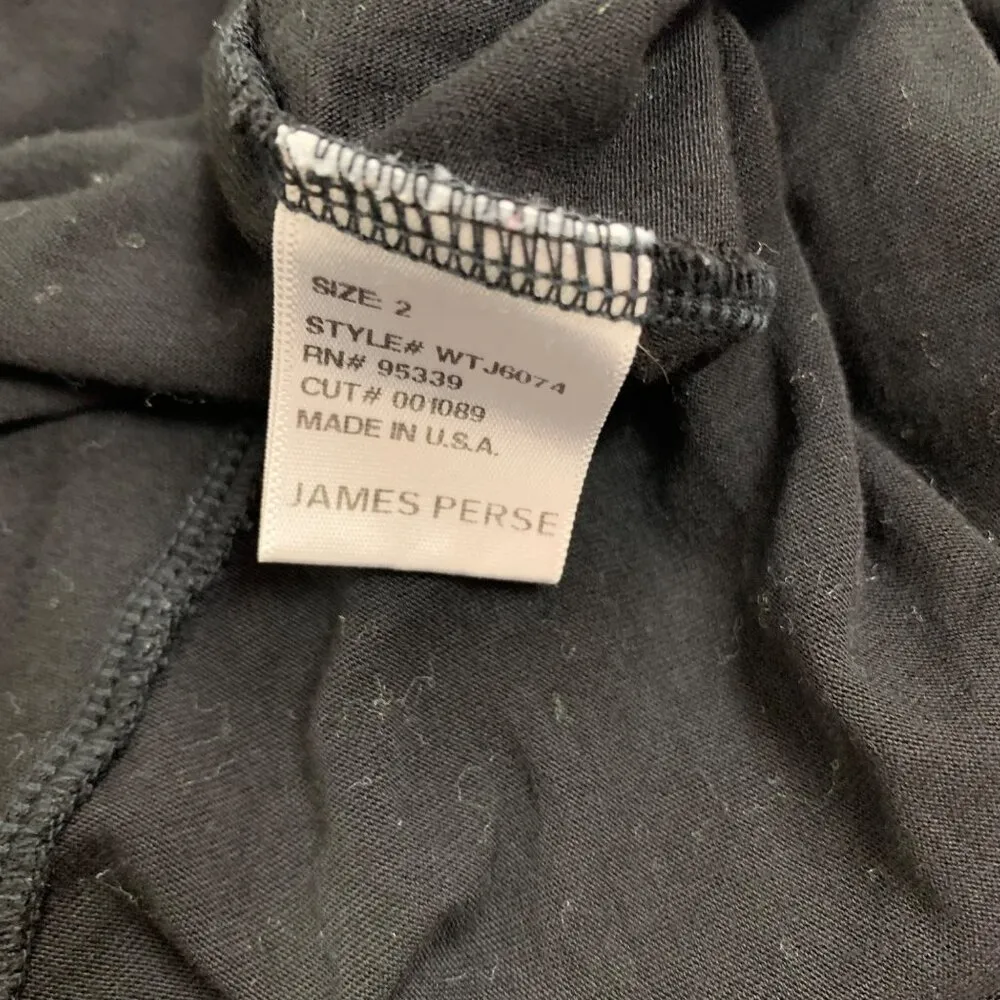 SIZE: 2
STYLE# WTJ6074
RN# 95339
CUT# 001089
MADE IN U.S.A.
JAMES PERSE